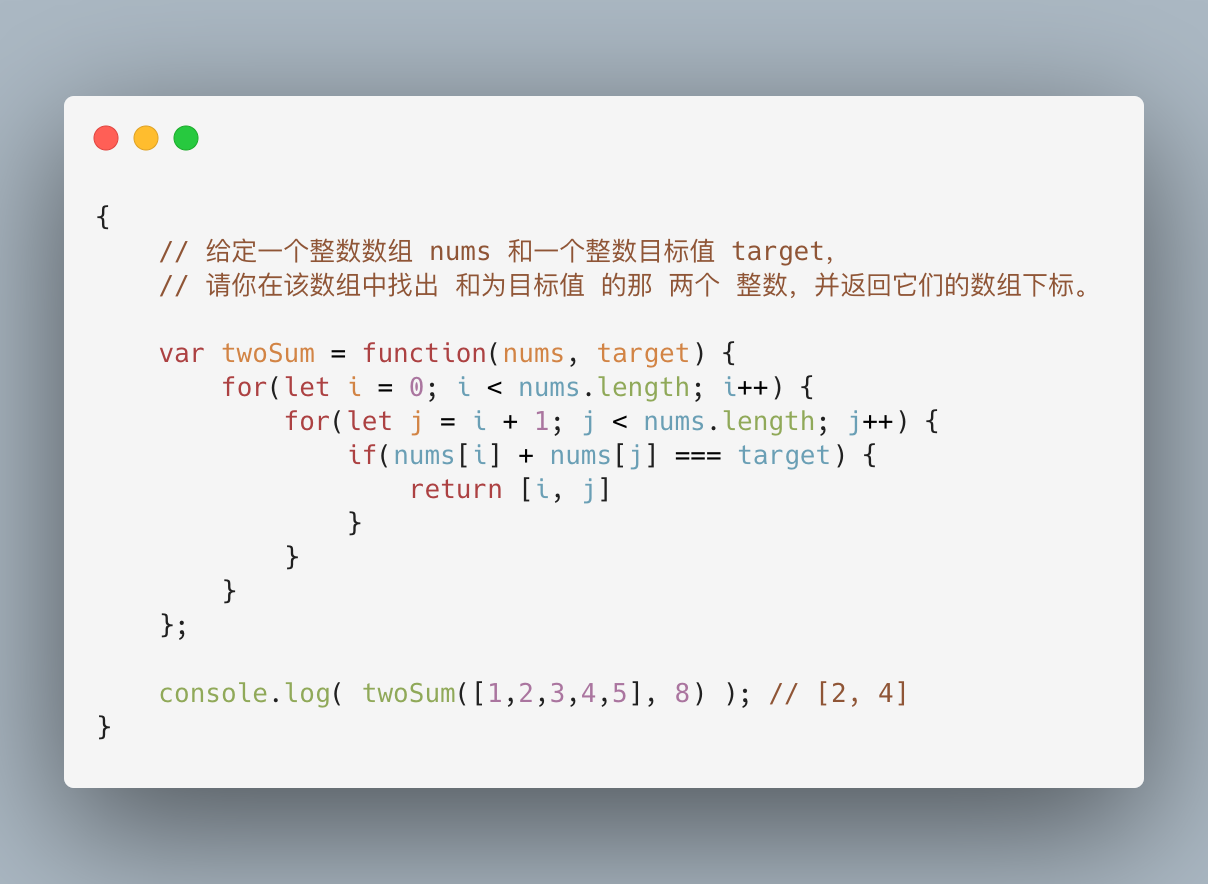 {
    // 给定一个整数数组 nums 和一个整数目标值 target，
    // 请你在该数组中找出 和为目标值 的那 两个 整数，并返回它们的数组下标。
    var twoSum = function(nums, target) {
        for(let i = 0; i < nums.length; i++) {
            for(let j = i + 1; j < nums.length; j++) {
                if(nums[i] + nums[j] === target) {
                    return [i, j]
                }
            }
        }
    };
    console.log( twoSum([1,2,3,4,5], 8) ); // [2, 4]
}